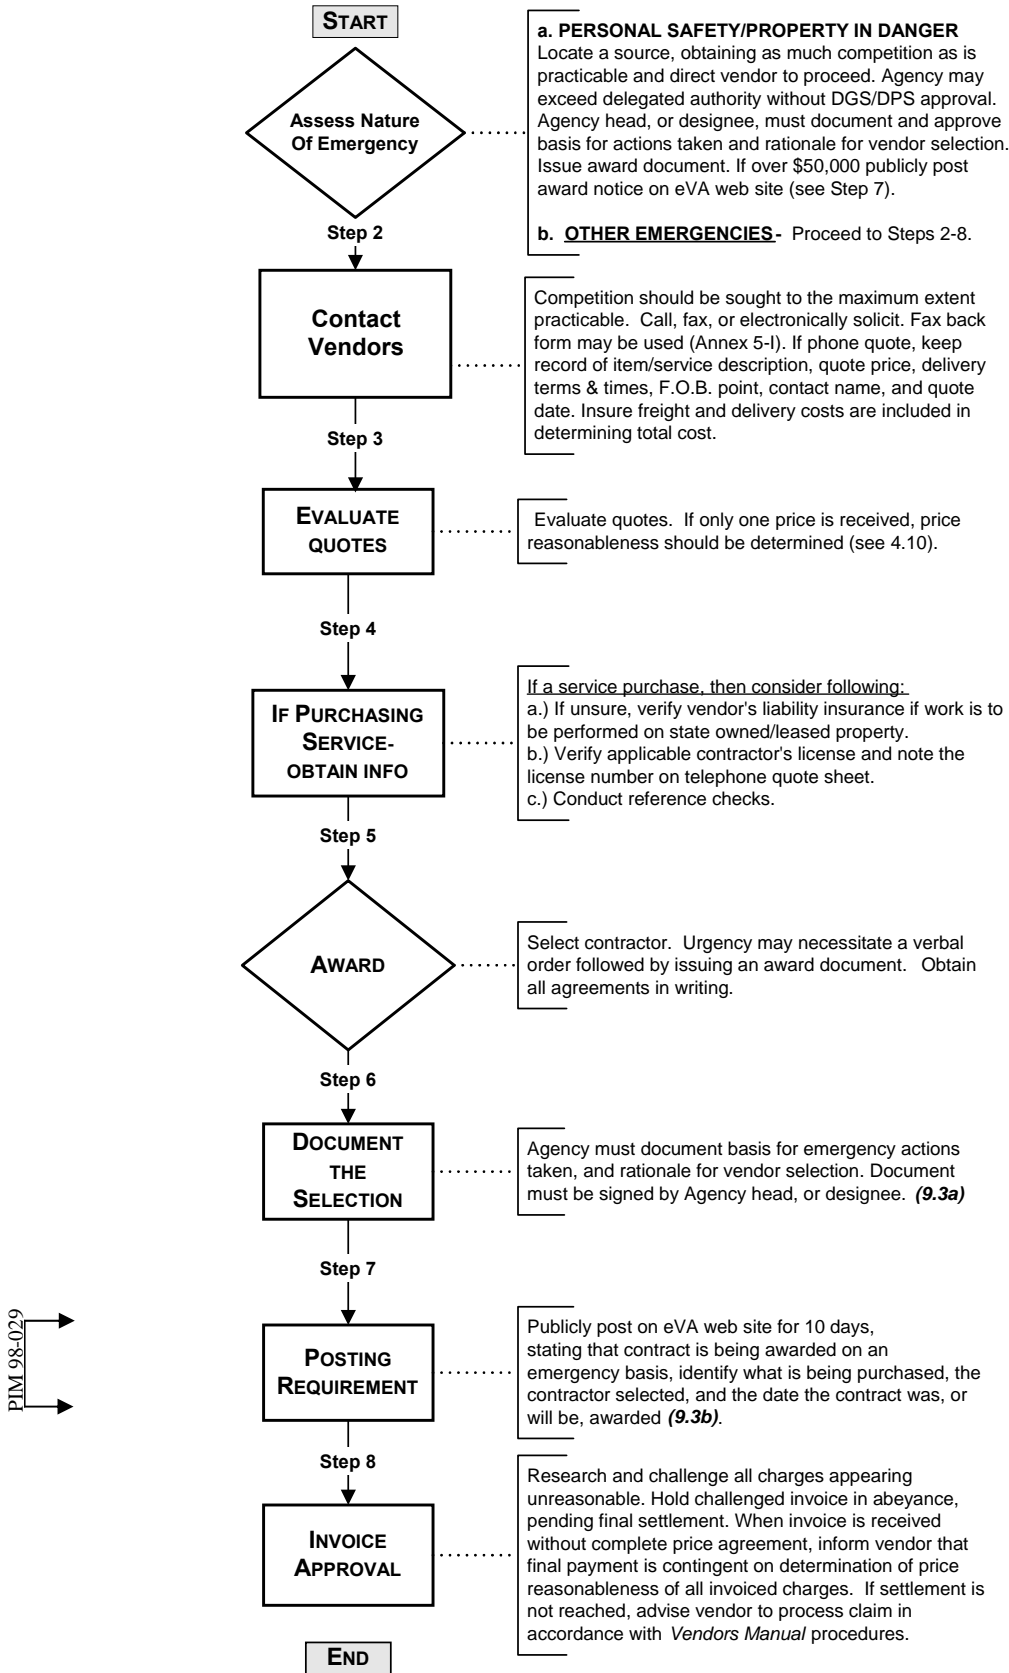 START
a. PERSONAL SAFETY/PROPERTY IN DANGER
Locate a source, obtaining as much competition as is
practicable and direct vendor to proceed. Agency may
exceed delegated authority without DGS/DPS approval.
Agency head, or designee, must document and approve
basis for actions taken and rationale for vendor selection.
Issue award document. If over $50,000 publicly post
award notice on eVA web site (see Step 7).
b. OTHER EMERGENCIES- Proceed to Steps 2-8.
Assess Nature
Of Emergency
Step 2
Contact
Vendors
Competition should be sought to the maximum extent
practicable. Call, fax, or electronically solicit. Fax back
form may be used (Annex 5-I). If phone quote, keep
record of item/service description, quote price, delivery
terms & times, F.O.B. point, contact name, and quote
date. Insure freight and delivery costs are included in
determining total cost.
Step 3
EVALUATE
QUOTES
Evaluate quotes. If only one price is received, price
reasonableness should be determined (see 4.10).
Step 4
IF PURCHASING
SERVICE-
OBTAIN INFO
If a service purchase, then consider following:
a.) If unsure, verify vendor's liability insurance if work is to
be performed on state owned/leased property.
b.) Verify applicable contractor's license and note the
license number on telephone quote sheet.
c.) Conduct reference checks.
Step 5
AWARD
Select contractor. Urgency may necessitate a verbal
order followed by issuing an award document. Obtain
all agreements in writing.
Step 6
DOCUMENT
THE
SELECTION
Agency must document basis for emergency actions
taken, and rationale for vendor selection. Document
must be signed by Agency head, or designee. (9.3a)
Step 7
PIM 98-029
POSTING
REQUIREMENT
Publicly post on eVA web site for 10 days,
stating that contract is being awarded on an
emergency basis, identify what is being purchased, the
contractor selected, and the date the contract was, or
will be, awarded (9.3b).
Step 8
INVOICE
APPROVAL
Research and challenge all charges appearing
unreasonable. Hold challenged invoice in abeyance,
pending final settlement. When invoice is received
without complete price agreement, inform vendor that
final payment is contingent on determination of price
reasonableness of all invoiced charges. If settlement is
not reached, advise vendor to process claim in
accordance with Vendors Manual procedures.
END